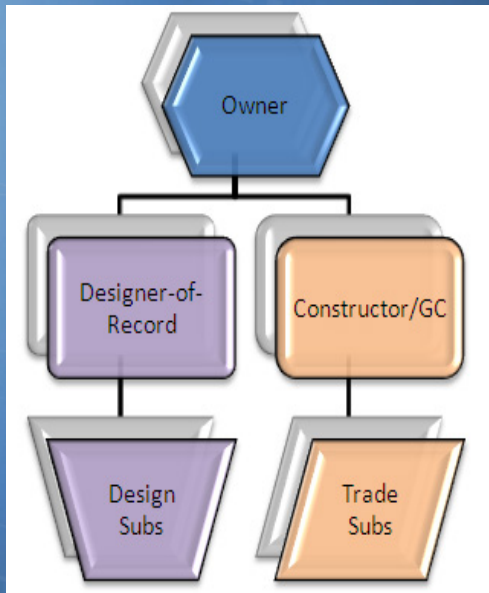 Owner
Designer-of-
Record
Constructor/GC
Design
Subs
Trade
Subs